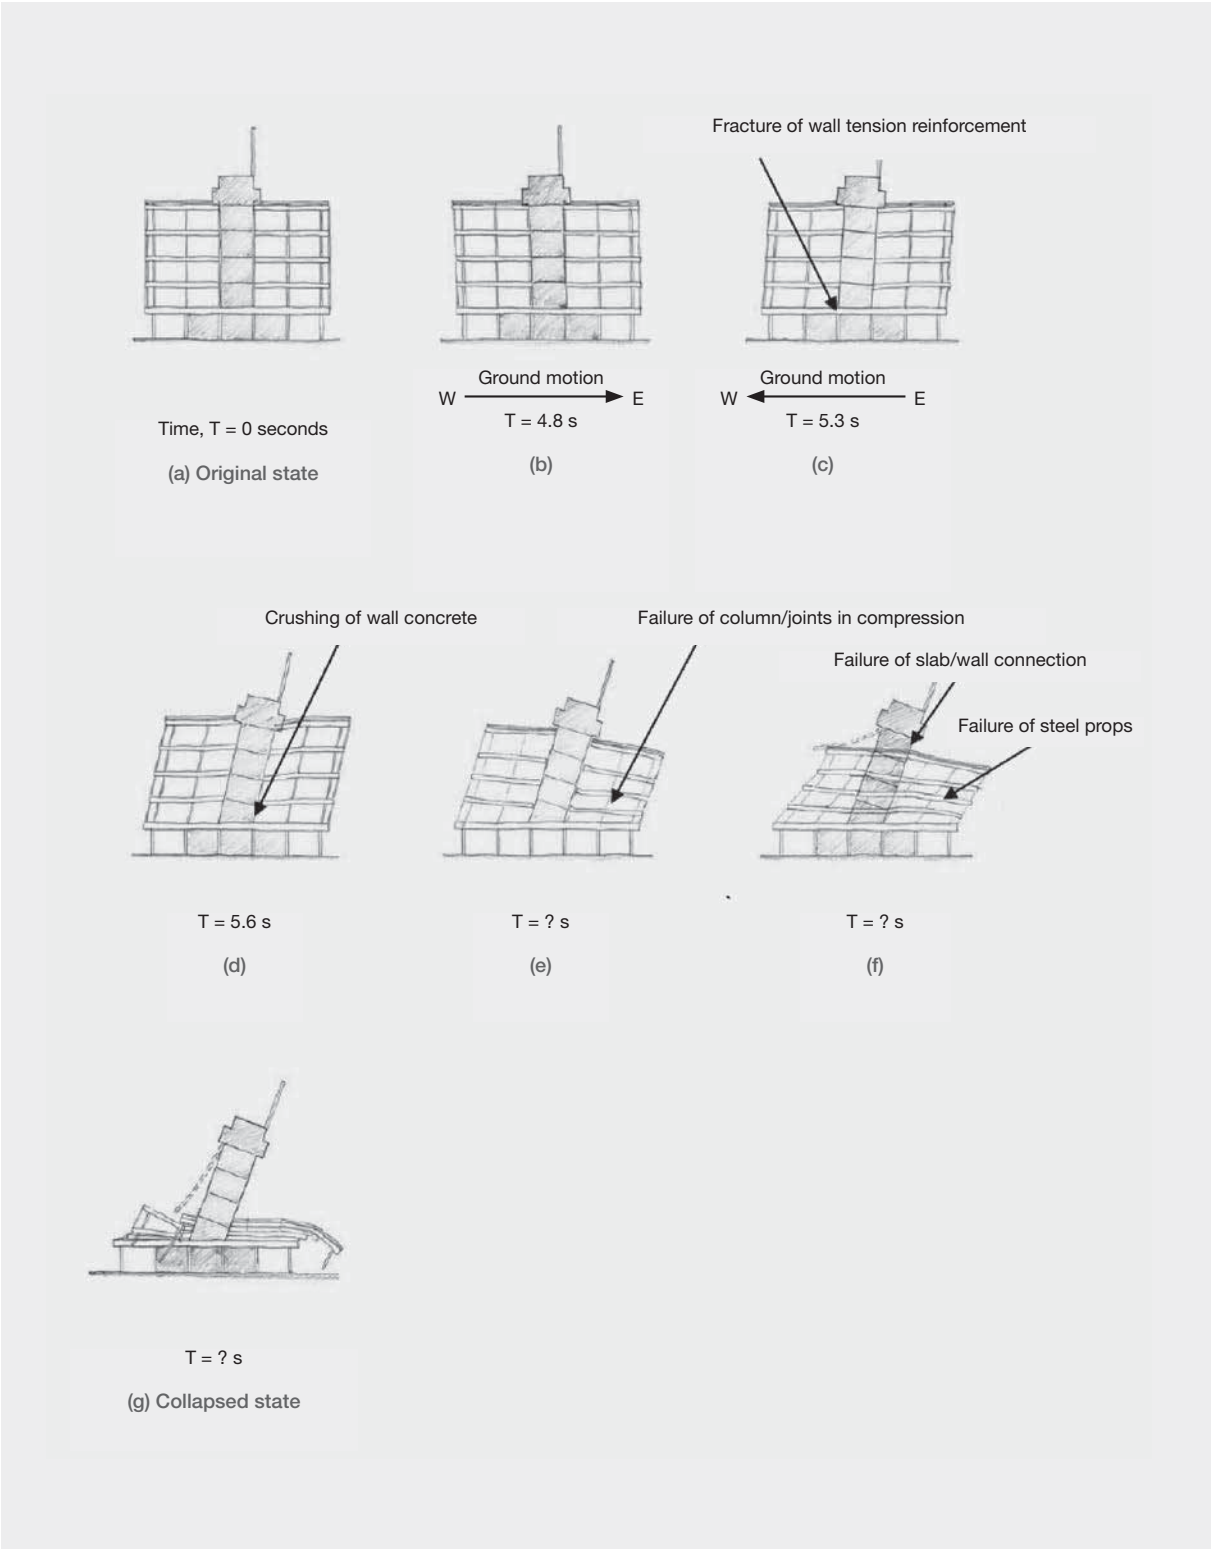 Fracture of wall tension reinforcement
Ground motion
W E
T = 4.8 s
Ground motion
W E
T = 5.3 s
Time, T = 0 seconds
(a) Original state
(b)
(c)
Crushing of wall concrete
Failure of column/joints in compression
Failure of slab/wall connection
Failure of steel props
T = 5.6 s
T = ? s
T = ? s
(d)
(e)
(f)
T = ? s
(g) Collapsed state